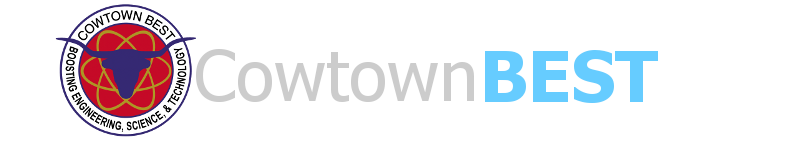 COWTOWN BEST
BOOSTING ENGINEERING, SCIENCE, & TECHNOLOGY
CowtownBEST